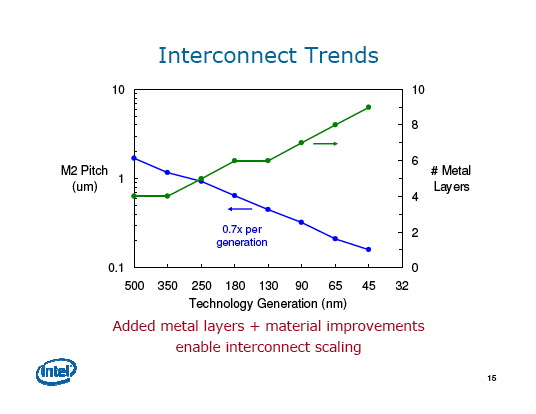 Interconnect Trends
10
1
0.1
M2 Pitch
(um)
10
8
6
4
2
0
# Metal
Layers
0.7x per
generation
500 350 250 180 130 90 65 45 32
Technology Generation (nm)
Added metal layers + material improvements
enable interconnect scaling
intel
15